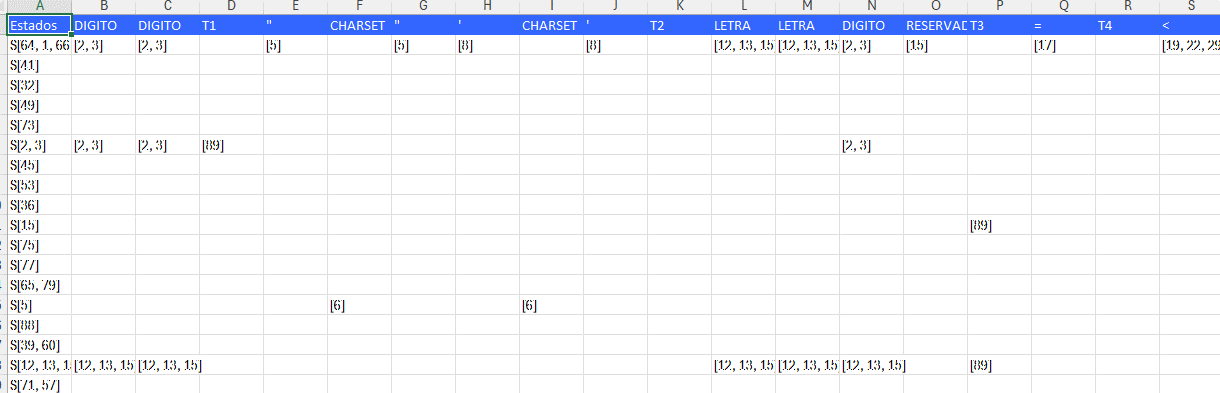 A B C D E F G H I J K L M N O P Q R S
Estados DIGITO DIGITO T1 " CHARSET " ' CHARSET ' T2 LETRA LETRA DIGITO RESERVAD T3 = T4 <
S[64, 1, 66 [2, 3] [2, 3] [5] [5] [8] [8] [12, 13, 15 [12, 13, 15 [2, 3] [15] [17] [19, 22, 29
S[41]
S[32]
S[49]
S[73]
S[2, 3] [2, 3] [2, 3] [89] [2, 3]
S[45]
S[53]
S[36]
S[15] [89]
S[75]
S[77]
S[65, 79]
S[5] [6] [6]
S[88]
S[39, 60]
S[12, 13, 15 [12, 13, 15 [12, 13, 15] [12, 13, 15 [12, 13, 15 [12, 13, 15] [89]
S[71, 57]